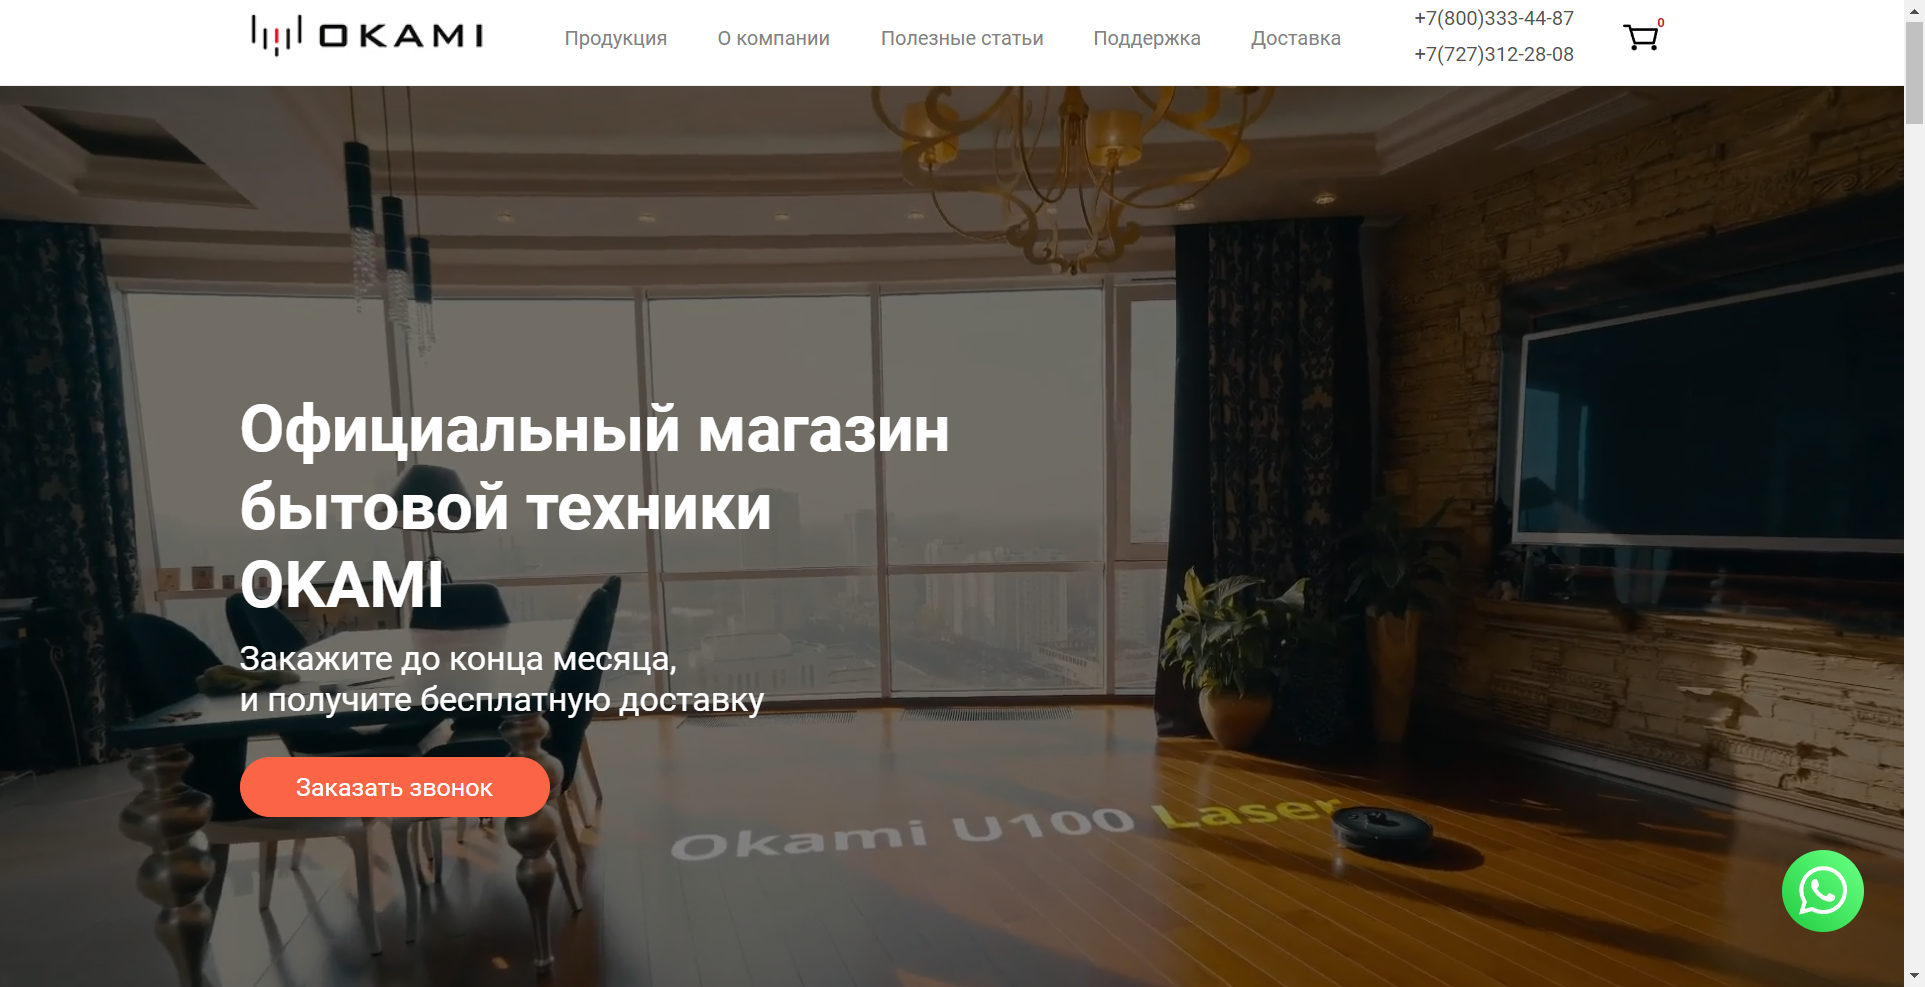 OKAMI
Продукция
О компании
Полезные статьи
Поддержка
Доставка
+7(800)333-44-87
+7(727)312-28-08
0
Официальный магазин
бытовой техники
OKAMI
Закажите до конца месяца,
и получите бесплатную доставку
Заказать звонок
Okami U100 Laser